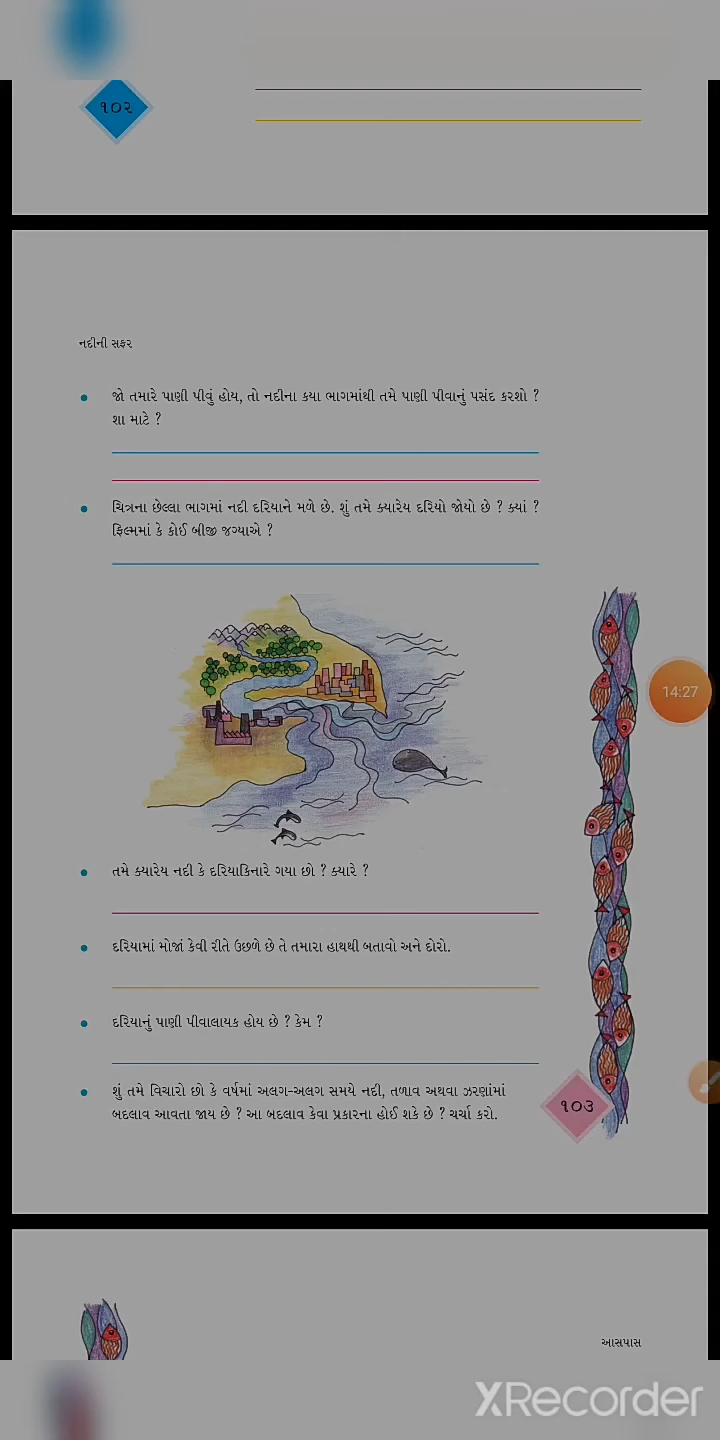 ૧૦૨
નદીની સફર
• જો તમારે પાણી પીવું હોય, તો નદીના કયા ભાગમાંથી તમે પાણી પીવાનું પસંદ કરશો ?
શા માટે ?
• ચિત્રના છેલ્લા ભાગમાં નદી દરિયાને મળે છે. શું તમે ક્યારેય દરિયો જોયો છે ? ક્યાં ?
ફિલ્મમાં કે કોઈ બીજી જગ્યાએ ?
14:27
• તમે ક્યારેય નદી કે દરિયાકિનારે ગયા છો ? ક્યારે ?
• દરિયામાં મોજાં કેવી રીતે ઉછળે છે તે તમારા હાથથી બતાવો અને દોરો.
• દરિયાનું પાણી પીવાલાયક હોય છે ? કેમ ?
• શું તમે વિચારો છો કે વર્ષમાં અલગ-અલગ સમયે નદી, તળાવ અથવા ઝરણાંમાં
બદલાવ આવતા જાય છે ? આ બદલાવ કેવા પ્રકારના હોઈ શકે છે ? ચર્ચા કરો.
૧૦૩
આસપાસ
XRecorder